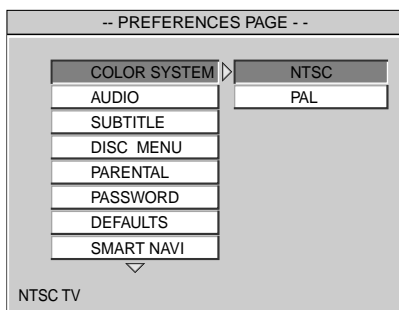 -- PREFERENCES PAGE - -
COLOR SYSTEM NTSC
AUDIO PAL
SUBTITLE
DISC MENU
PARENTAL
PASSWORD
DEFAULTS
SMART NAVI
NTSC TV